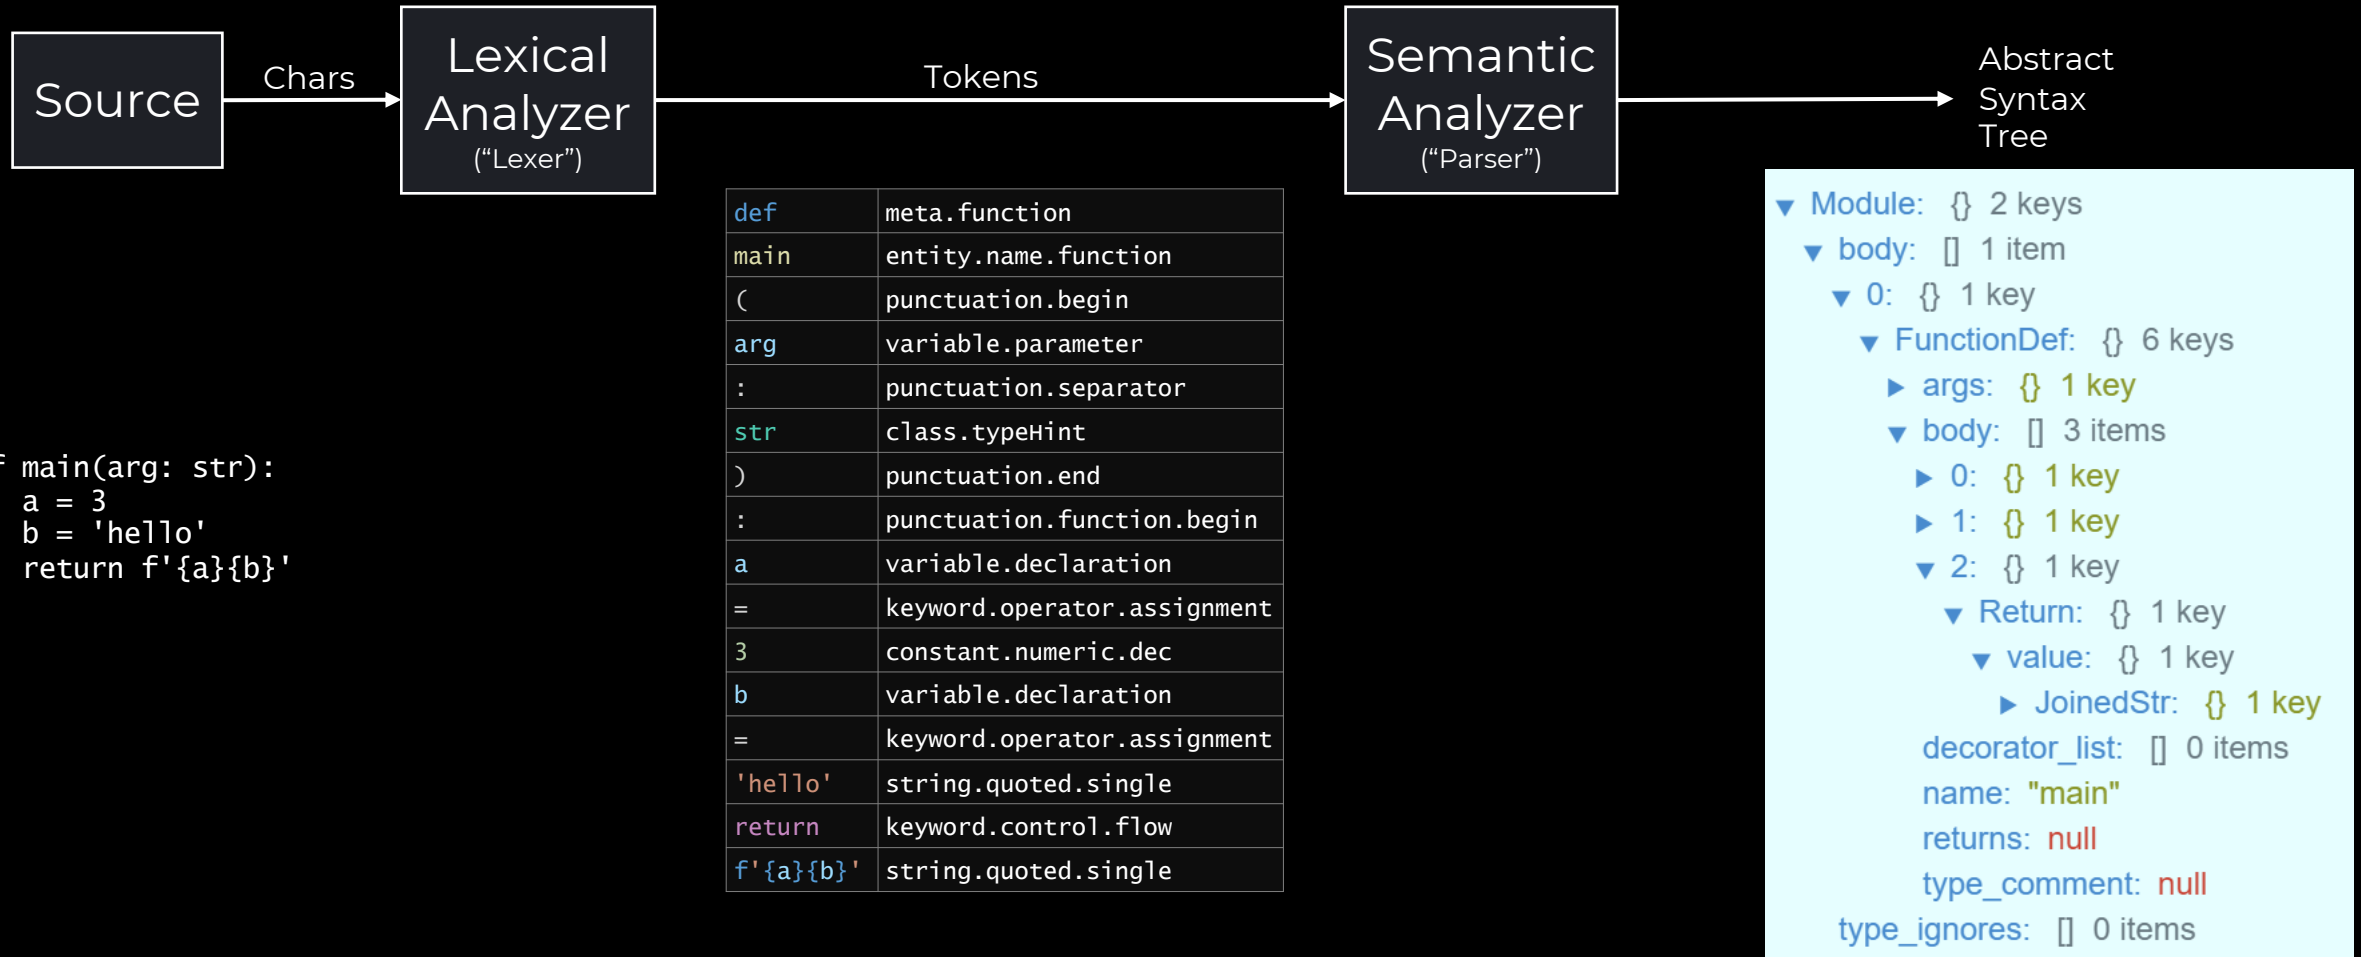 Source
Chars
Lexical
Analyzer
(“Lexer”)
Tokens
Semantic
Analyzer
(“Parser”)
Abstract
Syntax
Tree
main(arg: str):
a = 3
b = 'hello'
return f'{a}{b}'
def meta.function
main entity.name.function
( punctuation.begin
arg variable.parameter
: punctuation.separator
str class.typeHint
) punctuation.end
: punctuation.function.begin
a variable.declaration
= keyword.operator.assignment
3 constant.numeric.dec
b variable.declaration
= keyword.operator.assignment
'hello' string.quoted.single
return keyword.control.flow
f'{a}{b}' string.quoted.single
▼ Module: {} 2 keys
▼ body: [] 1 item
▼ 0: {} 1 key
▼ FunctionDef: {} 6 keys
▶ args: {} 1 key
▼ body: [] 3 items
▶ 0: {} 1 key
▶ 1: {} 1 key
▼ 2: {} 1 key
▼ Return: {} 1 key
▼ value: {} 1 key
▶ JoinedStr: {} 1 key
decorator_list: [] 0 items
name: "main"
returns: null
type_comment: null
type_ignores: [] 0 items